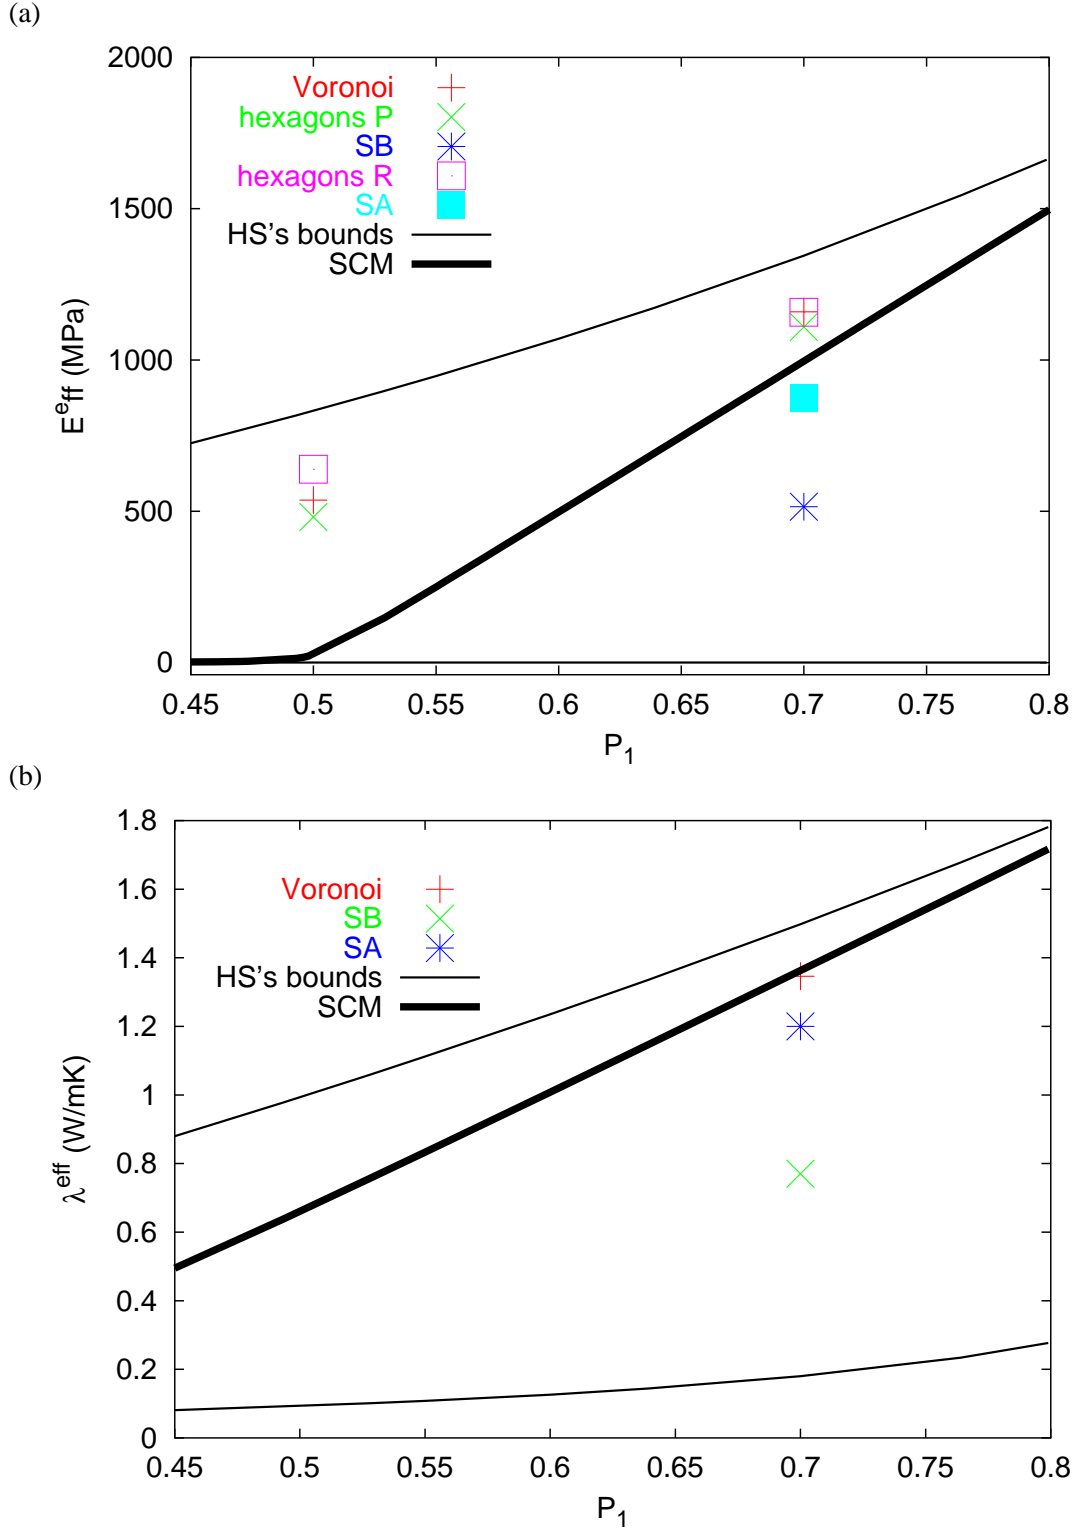 (a)
2000
1500
1000
500
0
E^eff (MPa)
Voronoi
hexagons P
SB
hexagons R
SA
HS's bounds
SCM
0.45 0.5 0.55 0.6 0.65 0.7 0.75 0.8
P1
(b)
1.8
1.6
1.4
1.2
1
0.8
0.6
0.4
0.2
0
λ^eff (W/mK)
Voronoi
SB
SA
HS's bounds
SCM
0.45 0.5 0.55 0.6 0.65 0.7 0.75 0.8
P1